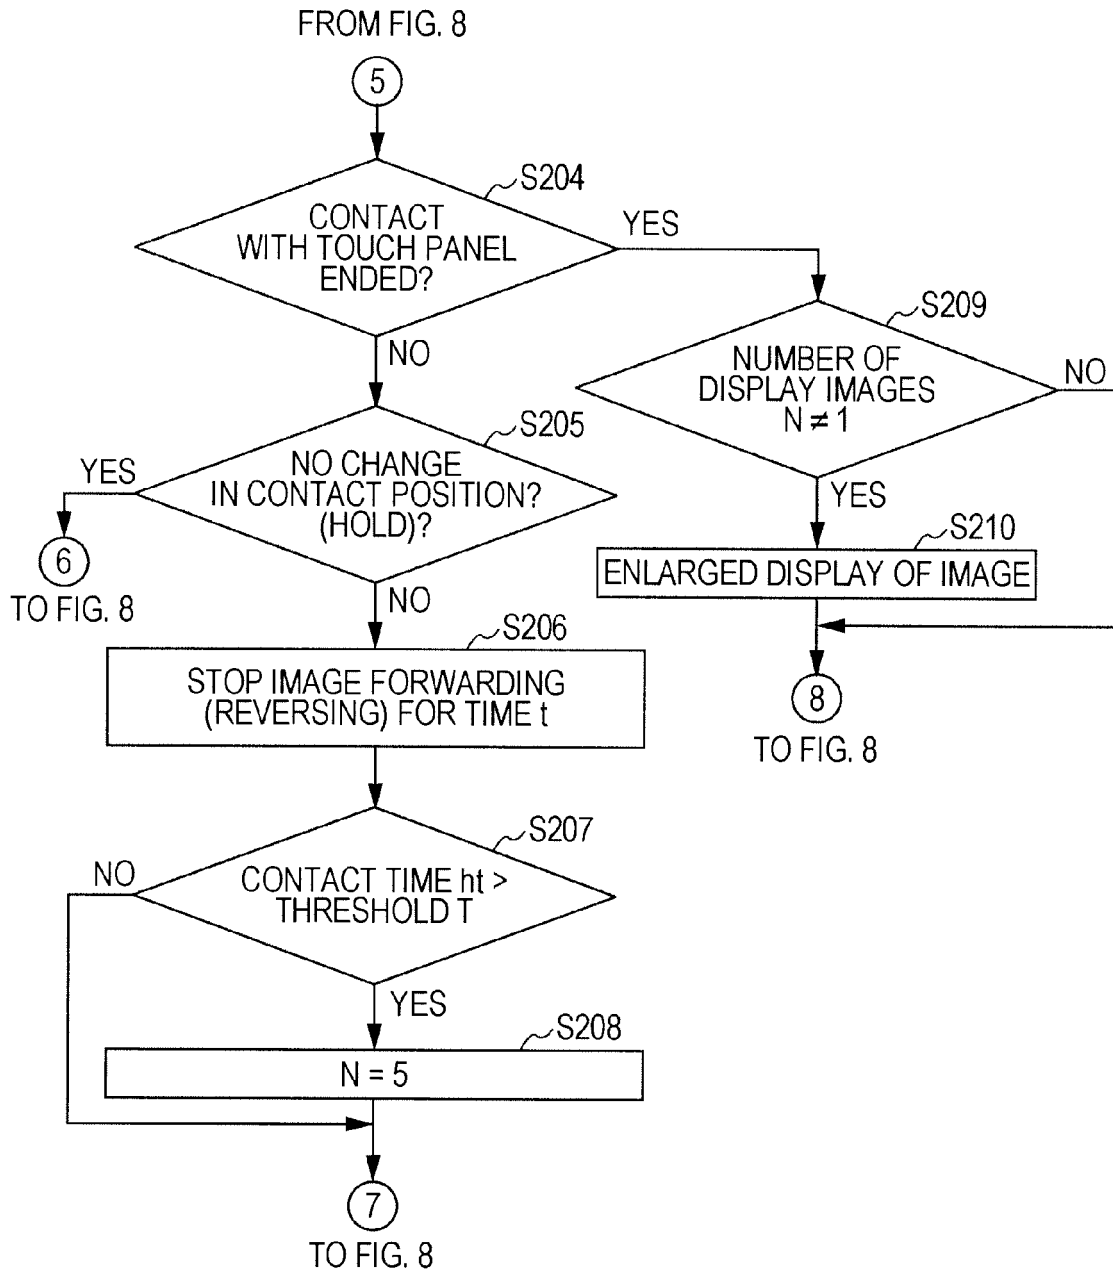 FROM FIG. 8
5
S204
CONTACT
WITH TOUCH PANEL
ENDED?
YES
NO
S209
NUMBER OF
DISPLAY IMAGES
N ≠ 1
NO
YES
S205
NO CHANGE
IN CONTACT POSITION?
(HOLD)?
YES
6
TO FIG. 8
NO
S210
ENLARGED DISPLAY OF IMAGE
8
TO FIG. 8
S206
STOP IMAGE FORWARDING
(REVERSING) FOR TIME t
S207
CONTACT TIME ht >
THRESHOLD T
NO
YES
S208
N = 5
7
TO FIG. 8